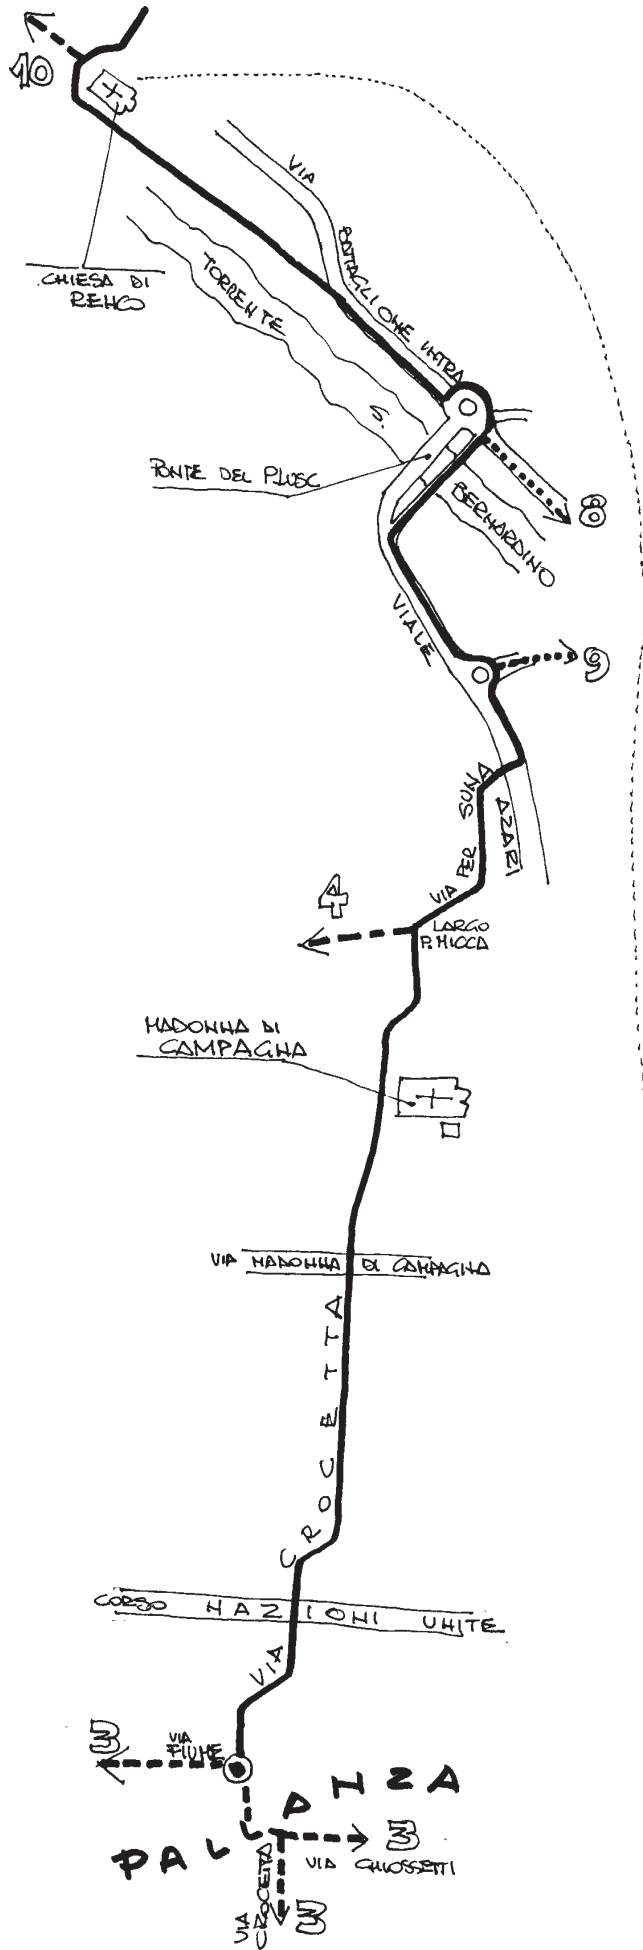 10
CHIESA DI
RENCO
VIA
BATTAGLIONE INTRA
TORRENTE
S.
BERNARDINO
PONTE DEL PLUSC
8
VIALE
9
AZARI
VIA PER SUNA
4
LARGO
P. MICCA
MADONNA DI
CAMPAGNA
VIA MADONNA DI CAMPAGNA
VIA CROCETTA
CORSO NAZIONI UNITE
3
VIA
FIUME
PALLANZA
3
VIA GHIOSSETTI
VIA
CROCETTA
3